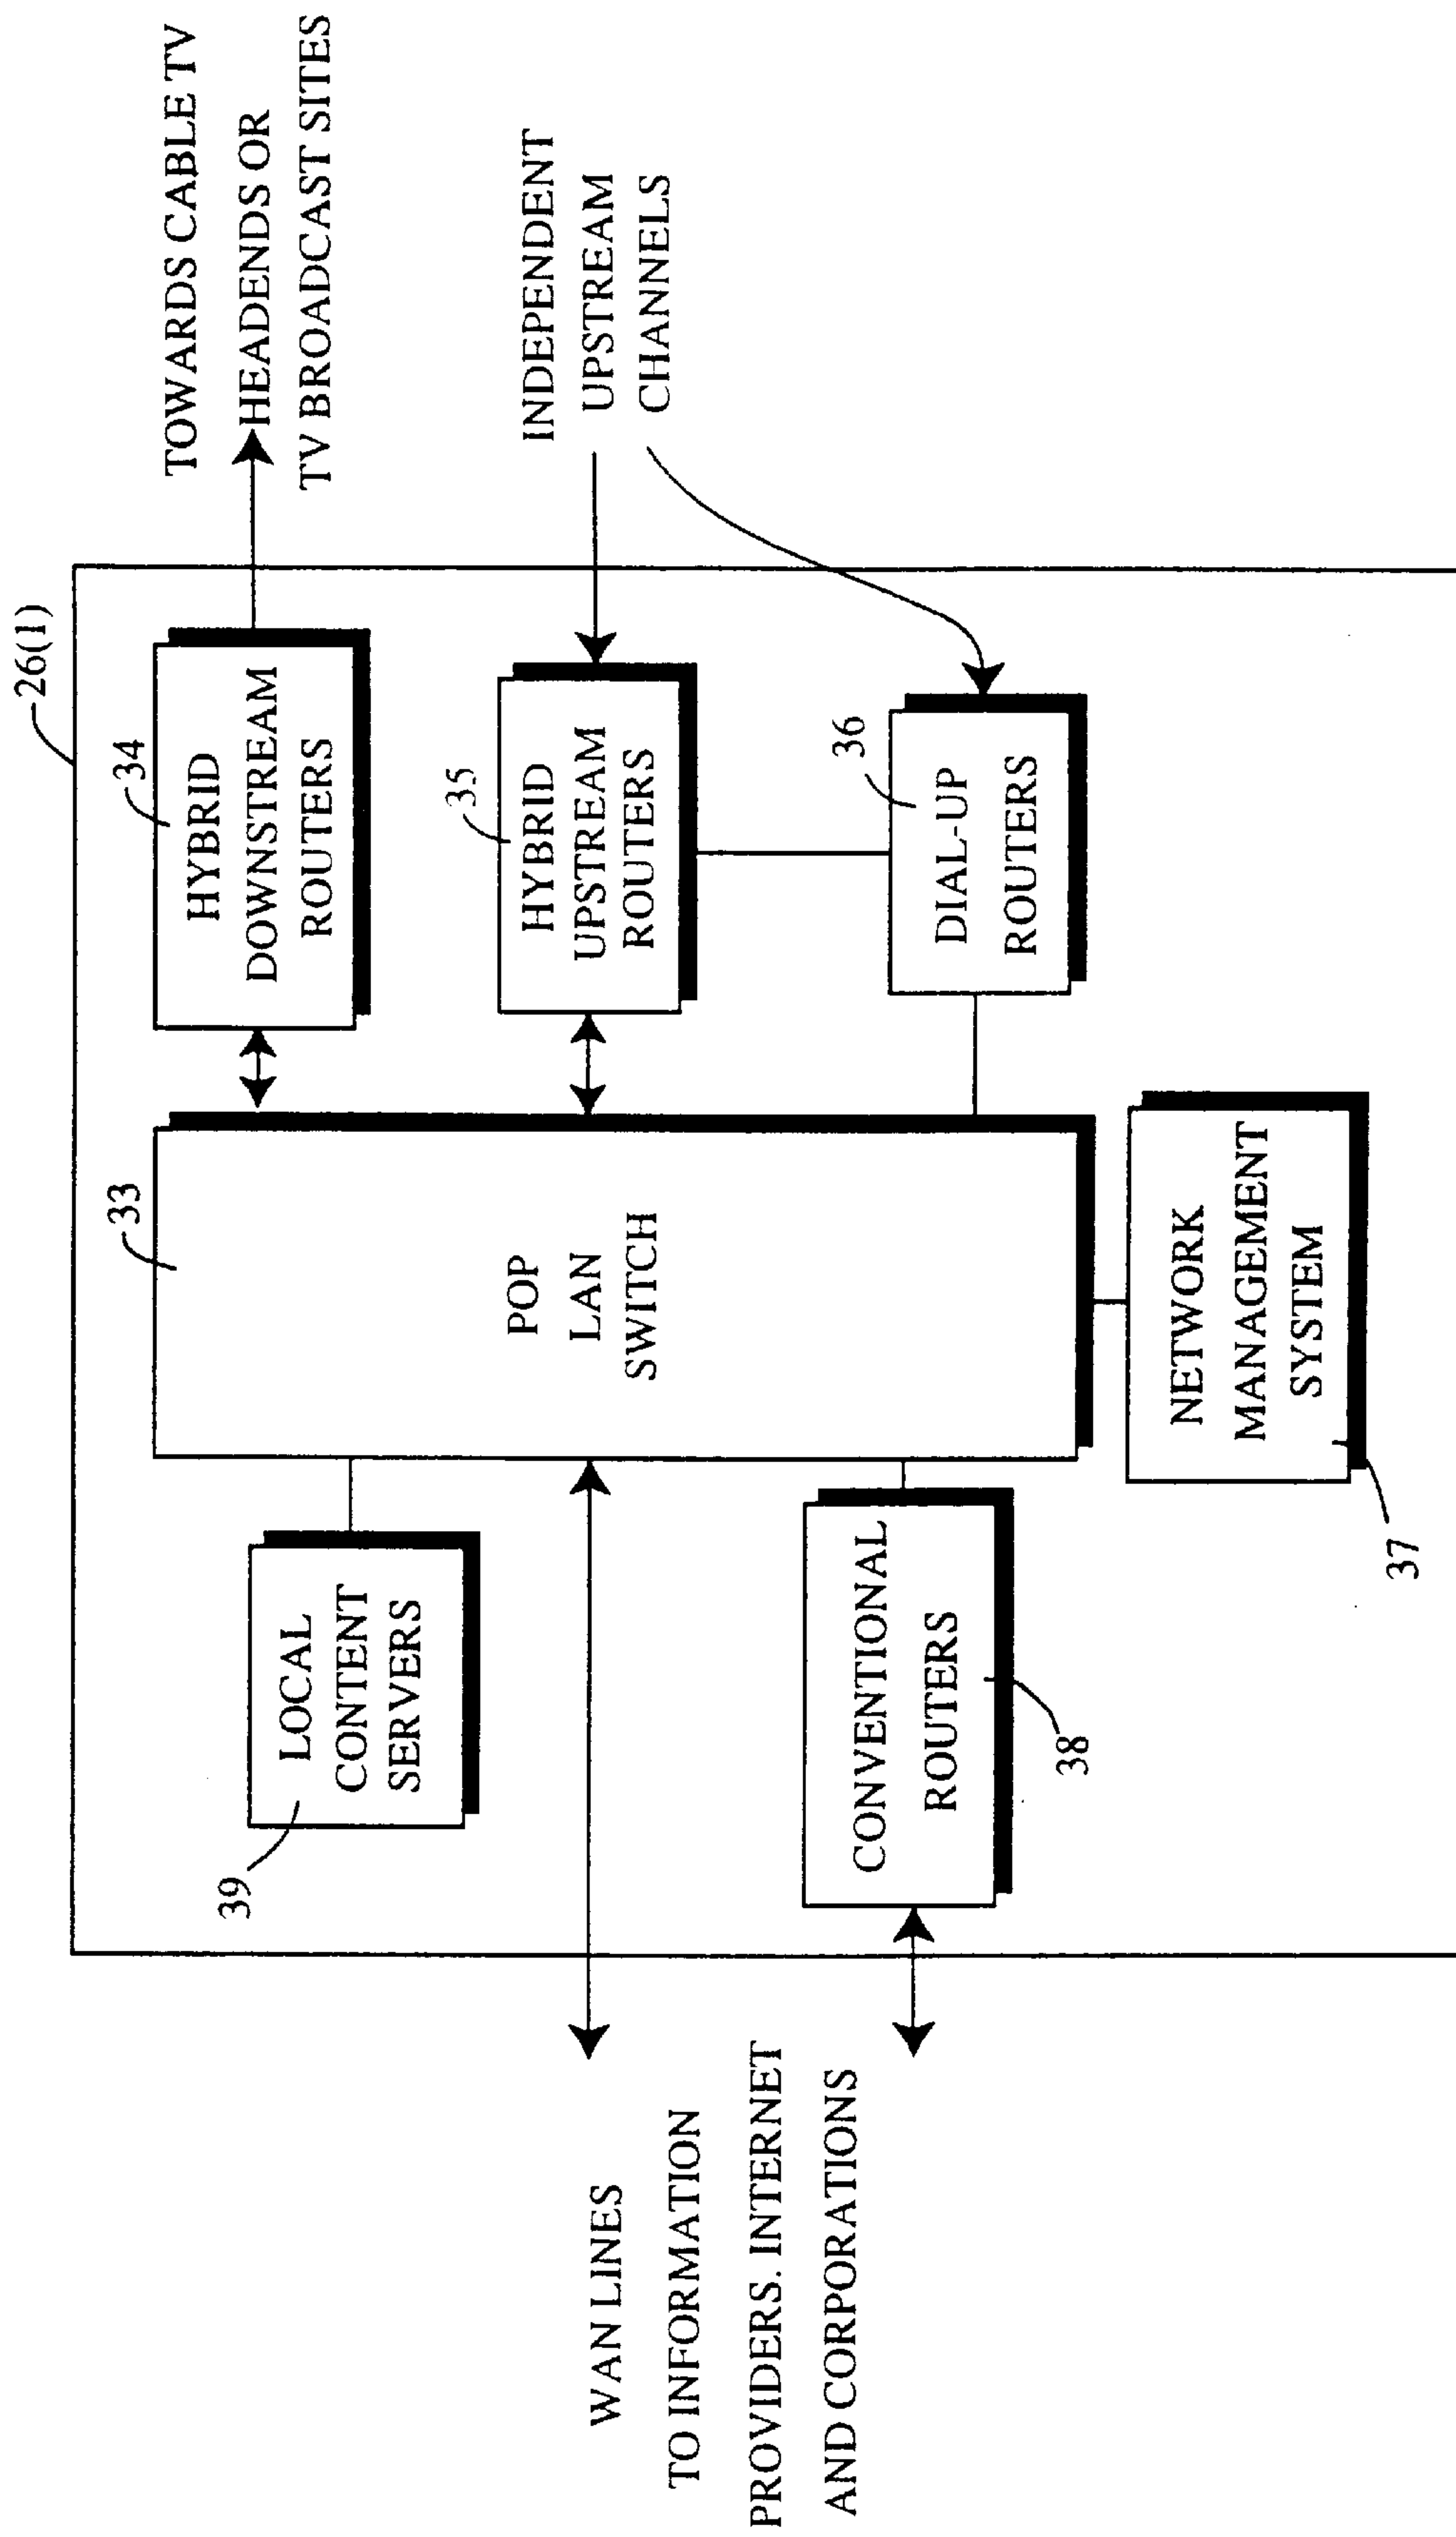 26(1)
34
HYBRID
DOWNSTREAM
ROUTERS
TOWARDS CABLE TV
HEADENDS OR
TV BROADCAST SITES
35
HYBRID
UPSTREAM
ROUTERS
INDEPENDENT
UPSTREAM
CHANNELS
36
DIAL-UP
ROUTERS
33
POP
LAN
SWITCH
39
LOCAL
CONTENT
SERVERS
CONVENTIONAL
ROUTERS
38
NETWORK
MANAGEMENT
SYSTEM
37
WAN LINES
TO INFORMATION
PROVIDERS. INTERNET
AND CORPORATIONS